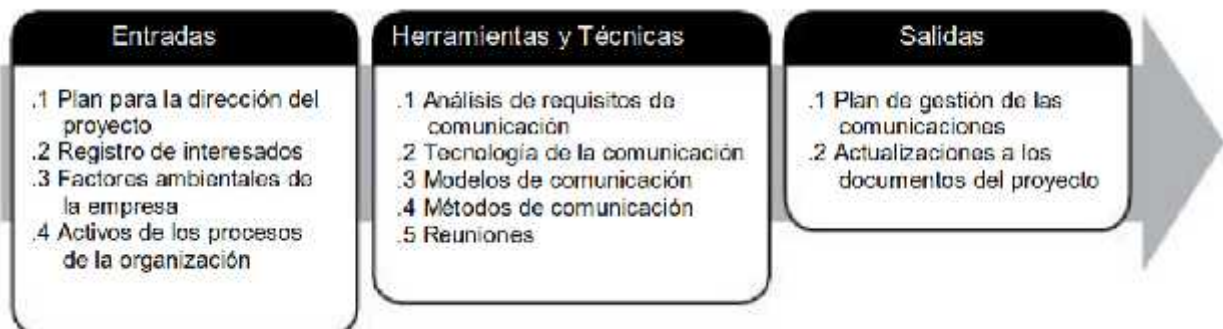 Entradas
.1 Plan para la dirección del
proyecto
.2 Registro de interesados
.3 Factores ambientales de
la empresa
.4 Activos de los procesos
de la organización
Herramientas y Técnicas
.1 Análisis de requisitos de
comunicación
.2 Tecnología de la comunicación
.3 Modelos de comunicación
.4 Métodos de comunicación
.5 Reuniones
Salidas
.1 Plan de gestión de las
comunicaciones
.2 Actualizaciones a los
documentos del proyecto